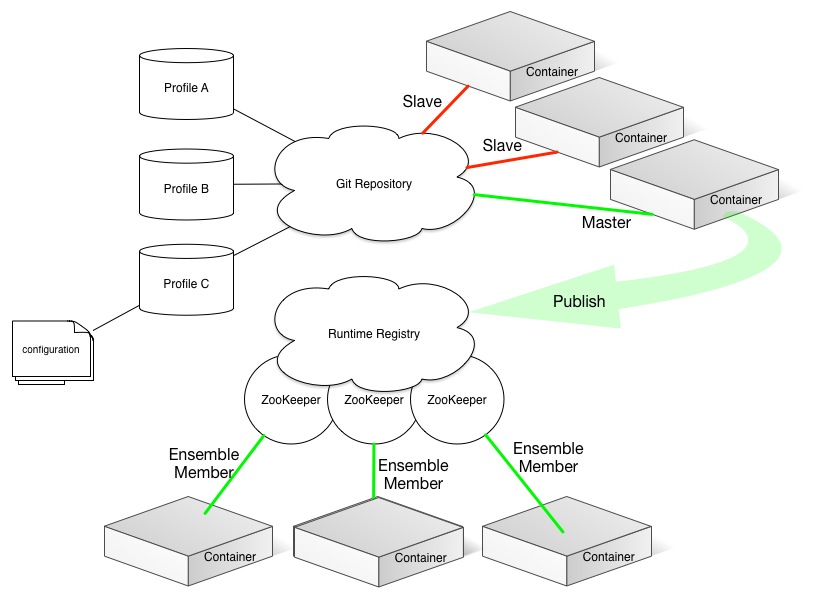 Container
Profile A
Slave
Container
Slave
Profile B
Git Repository
Container
Master
Profile C
Publish
Runtime Registry
configuration
ZooKeeper
ZooKeeper
ZooKeeper
Ensemble
Member
Ensemble
Member
Ensemble
Member
Container
Container
Container